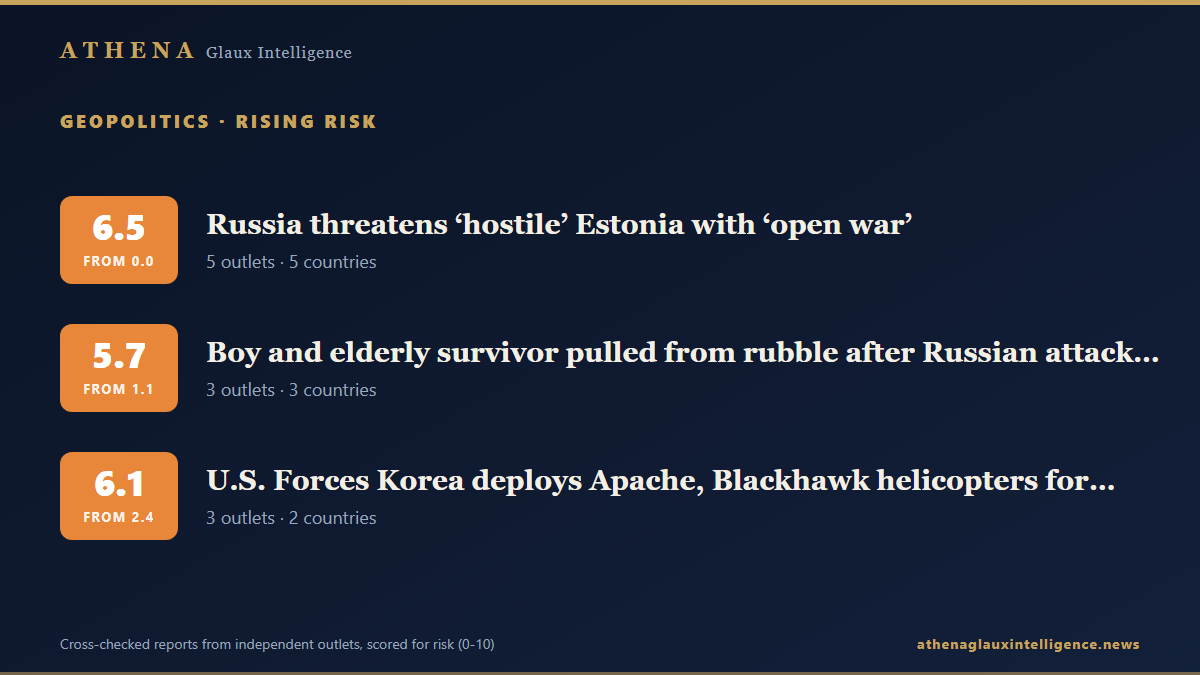 ATHENA Glaux Intelligence
GEOPOLITICS · RISING RISK
6.5
FROM 0.0
Russia threatens ‘hostile’ Estonia with ‘open war’
5 outlets · 5 countries
5.7
FROM 1.1
Boy and elderly survivor pulled from rubble after Russian attack…
3 outlets · 3 countries
6.1
FROM 2.4
U.S. Forces Korea deploys Apache, Blackhawk helicopters for…
3 outlets · 2 countries
Cross-checked reports from independent outlets, scored for risk (0-10)
athenaglauxintelligence.news